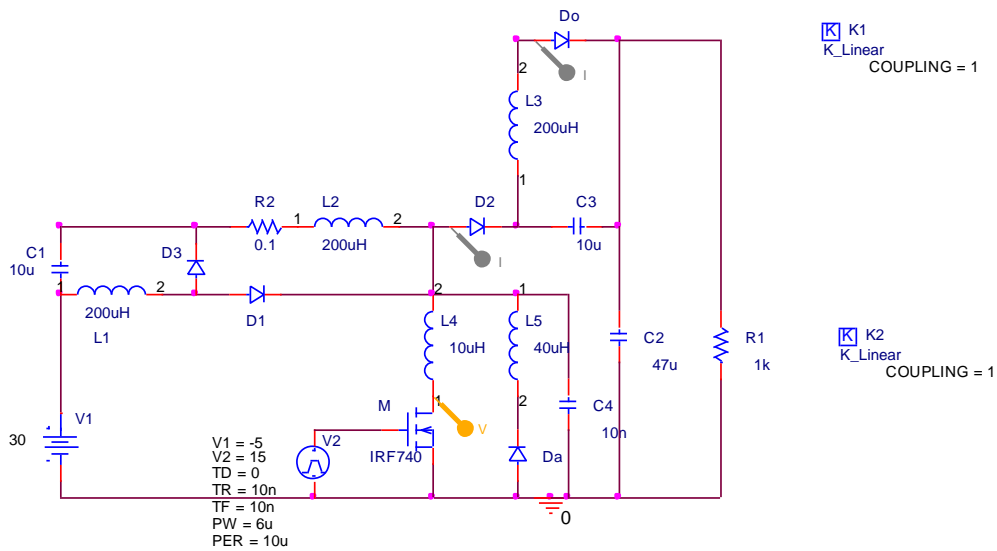 Do
K K1
K_Linear
COUPLING = 1
I
2
L3
200uH
1
R2
L2
D2
C3
1
2
0.1
200uH
10u
I
C1
10u
D3
1
2
200uH
L1
D1
2
1
L4
10uH
L5
40uH
C2
47u
R1
1k
K K2
K_Linear
COUPLING = 1
1
2
M
V
C4
10n
V1
30
V2
IRF740
Da
V1 = -5
V2 = 15
TD = 0
TR = 10n
TF = 10n
PW = 6u
PER = 10u
0